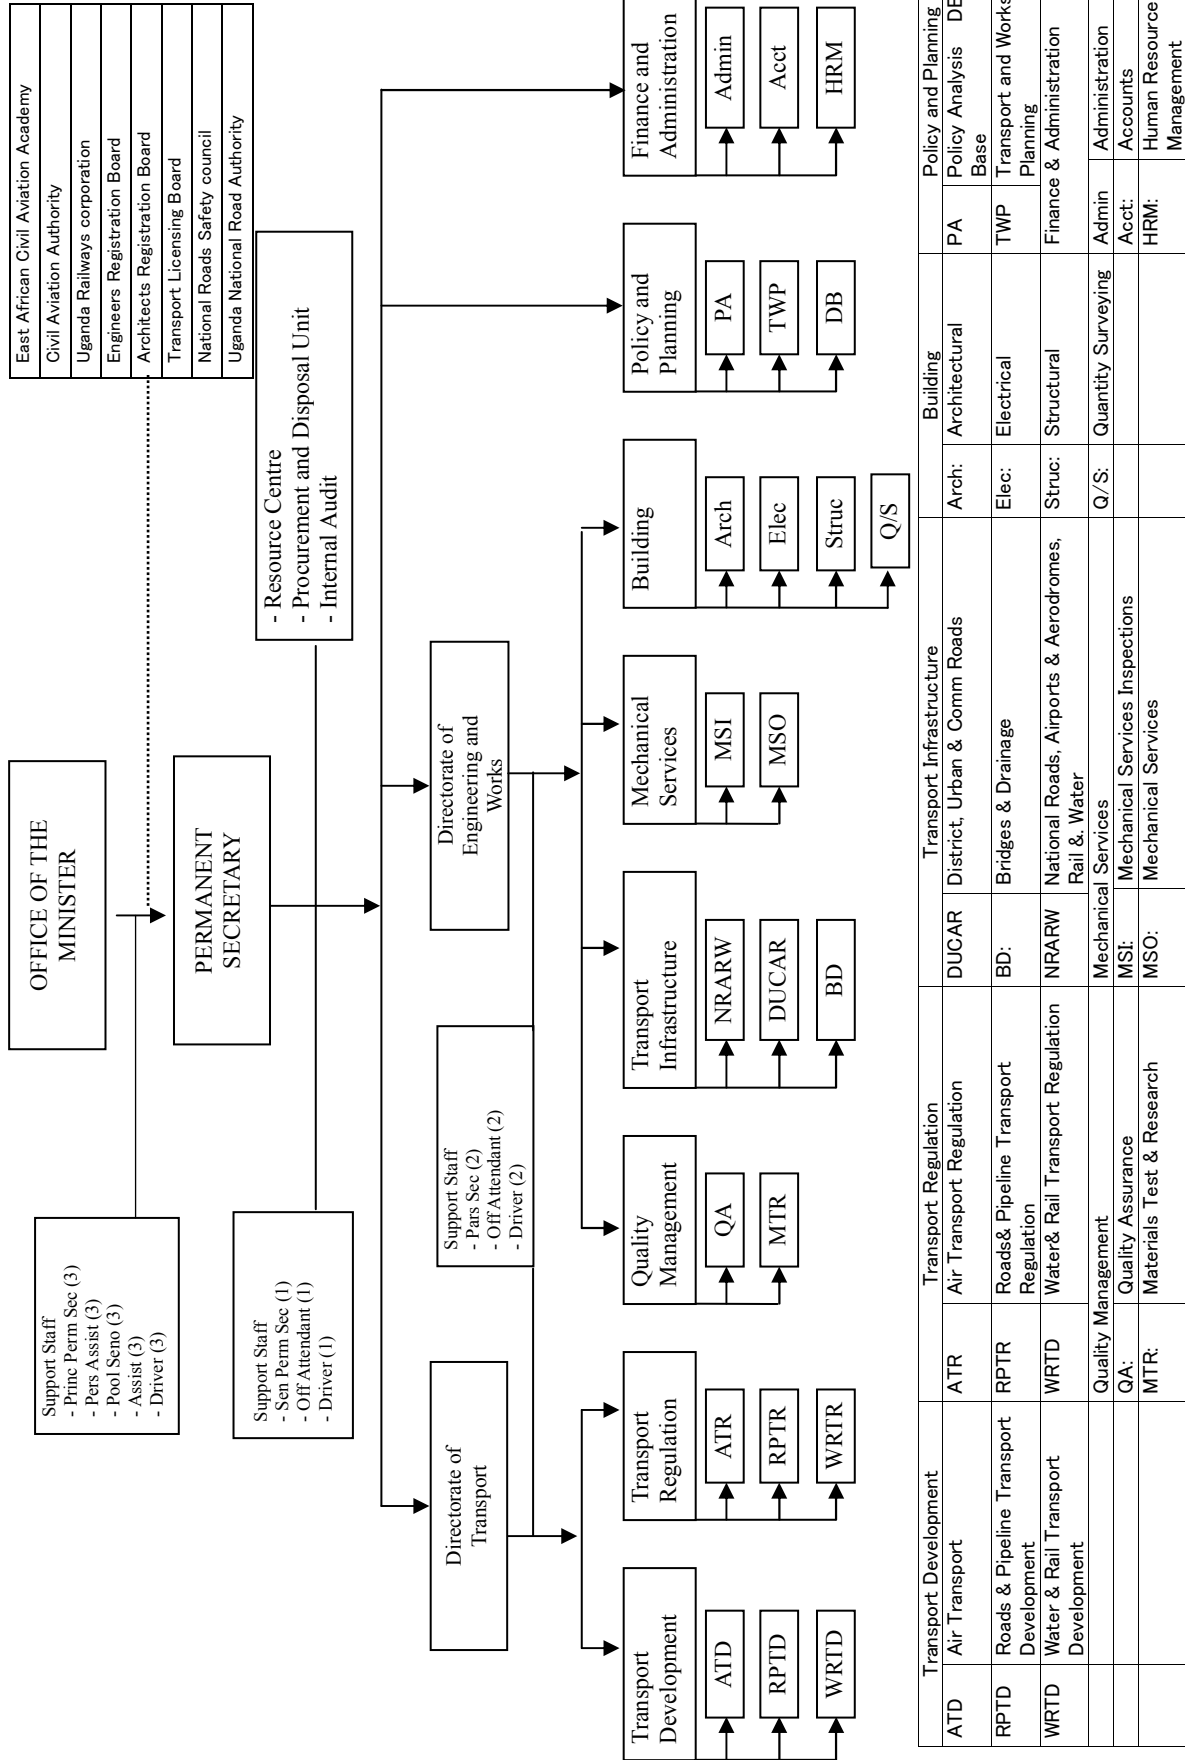 OFFICE OF THE
MINISTER
East African Civil Aviation Academy
Civil Aviation Authority
Uganda Railways corporation
Engineers Registration Board
Architects Registration Board
Transport Licensing Board
National Roads Safety council
Uganda National Road Authority
Support Staff
- Princ Perm Sec (3)
- Pers Assist (3)
- Pool Seno (3)
- Assist (3)
- Driver (3)
PERMANENT
SECRETARY
Support Staff
- Sen Perm Sec (1)
- Off Attendant (1)
- Driver (1)
- Resource Centre
- Procurement and Disposal Unit
- Internal Audit
Directorate of
Transport
Support Staff
- Pars Sec (2)
- Off Attendant (2)
- Driver (2)
Directorate of
Engineering and
Works
Transport
Development
ATD
RPTD
WRTD
Transport
Regulation
ATR
RPTR
WRTR
Quality
Management
QA
MTR
Transport
Infrastructure
NRARW
DUCAR
BD
Mechanical
Services
MSI
MSO
Building
Arch
Elec
Struc
Q/S
Policy and
Planning
PA
TWP
DB
Finance and
Administration
Admin
Acct
HRM
Transport Development
ATD Air Transport
RPTD Roads & Pipeline Transport
Development
WRTD Water & Rail Transport
Development
Transport Regulation
ATR Air Transport Regulation
RPTR Roads& Pipeline Transport
Regulation
WRTD Water& Rail Transport Regulation
Quality Management
QA: Quality Assurance
MTR: Materials Test & Research
Transport Infrastructure
DUCAR District, Urban & Comm Roads
BD: Bridges & Drainage
NRARW National Roads, Airports & Aerodromes,
Rail &. Water
Mechanical Services
MSI: Mechanical Services Inspections
MSO: Mechanical Services
Building
Arch: Architectural
Elec: Electrical
Struc: Structural
Q/S: Quantity Surveying
Policy and Planning
PA Policy Analysis
Base
TWP Transport and Works
Planning
Finance & Administration
Admin Administration
Acct: Accounts
HRM: Human Resource
Management